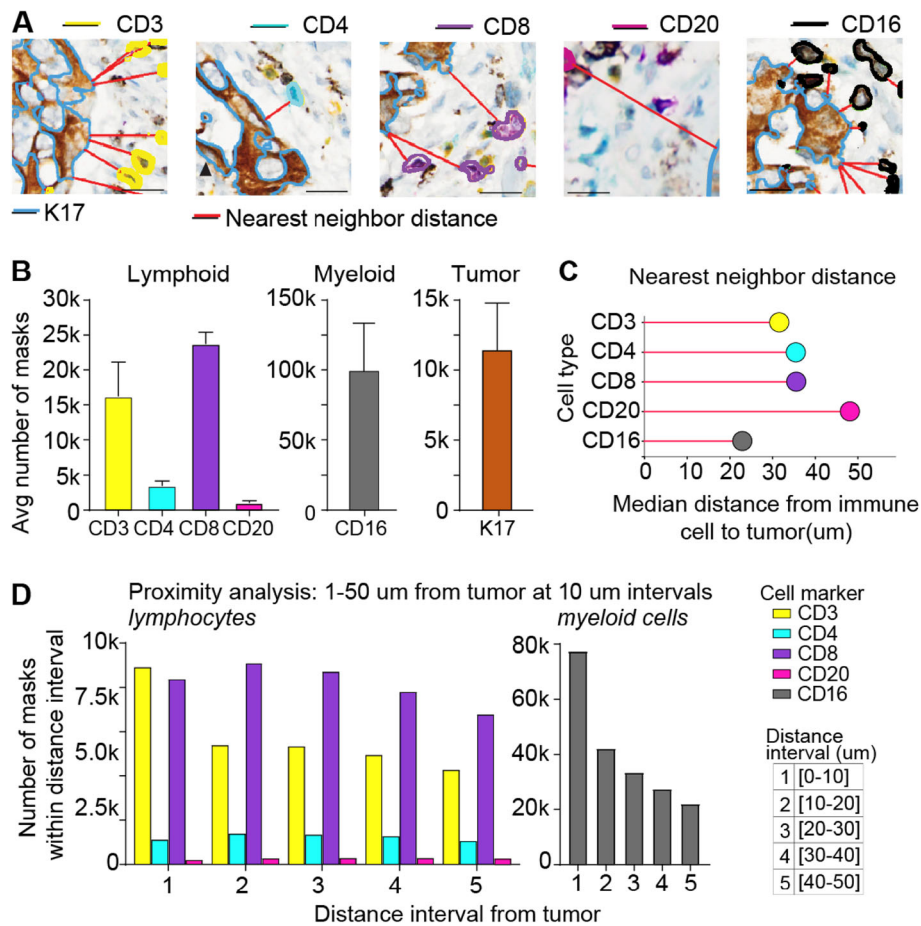 A CD3 CD4 CD8 CD20 CD16
K17 Nearest neighbor distance
B Lymphoid Myeloid Tumor
Avg number of masks
30k
25k
20k
15k
10k
5k
0
CD3 CD4 CD8 CD20
150k
100k
50k
0
CD16
15k
10k
5k
0
K17
C Nearest neighbor distance
Cell type
CD3
CD4
CD8
CD20
CD16
0 10 20 30 40 50
Median distance from immune
cell to tumor(um)
D Proximity analysis: 1-50 um from tumor at 10 um intervals
lymphocytes myeloid cells
Number of masks
within distance interval
10k
7.5k
5.0k
2.5k
0
1 2 3 4 5
80k
60k
40k
20k
0
1 2 3 4 5
Distance interval from tumor
Cell marker
CD3
CD4
CD8
CD20
CD16
Distance
interval (um)
1 [0-10]
2 [10-20]
3 [20-30]
4 [30-40]
5 [40-50]